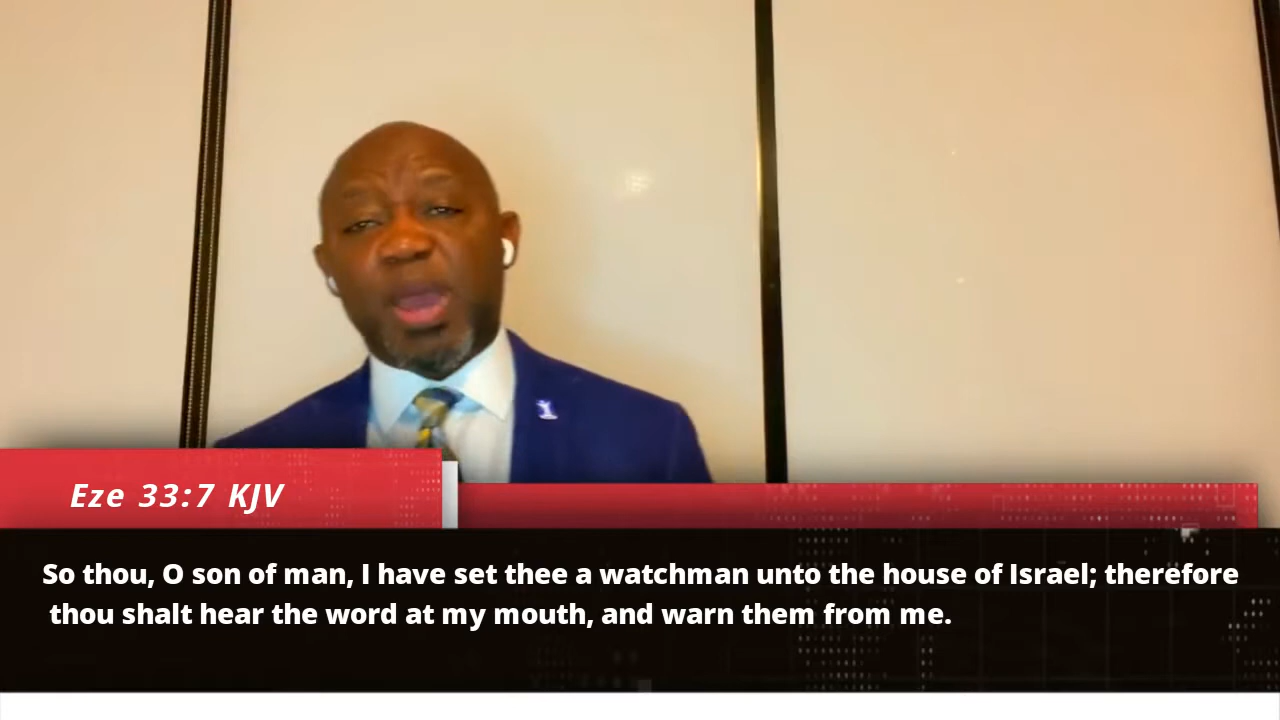 Eze 33:7 KJV
So thou, O son of man, I have set thee a watchman unto the house of Israel; therefore
thou shalt hear the word at my mouth, and warn them from me.